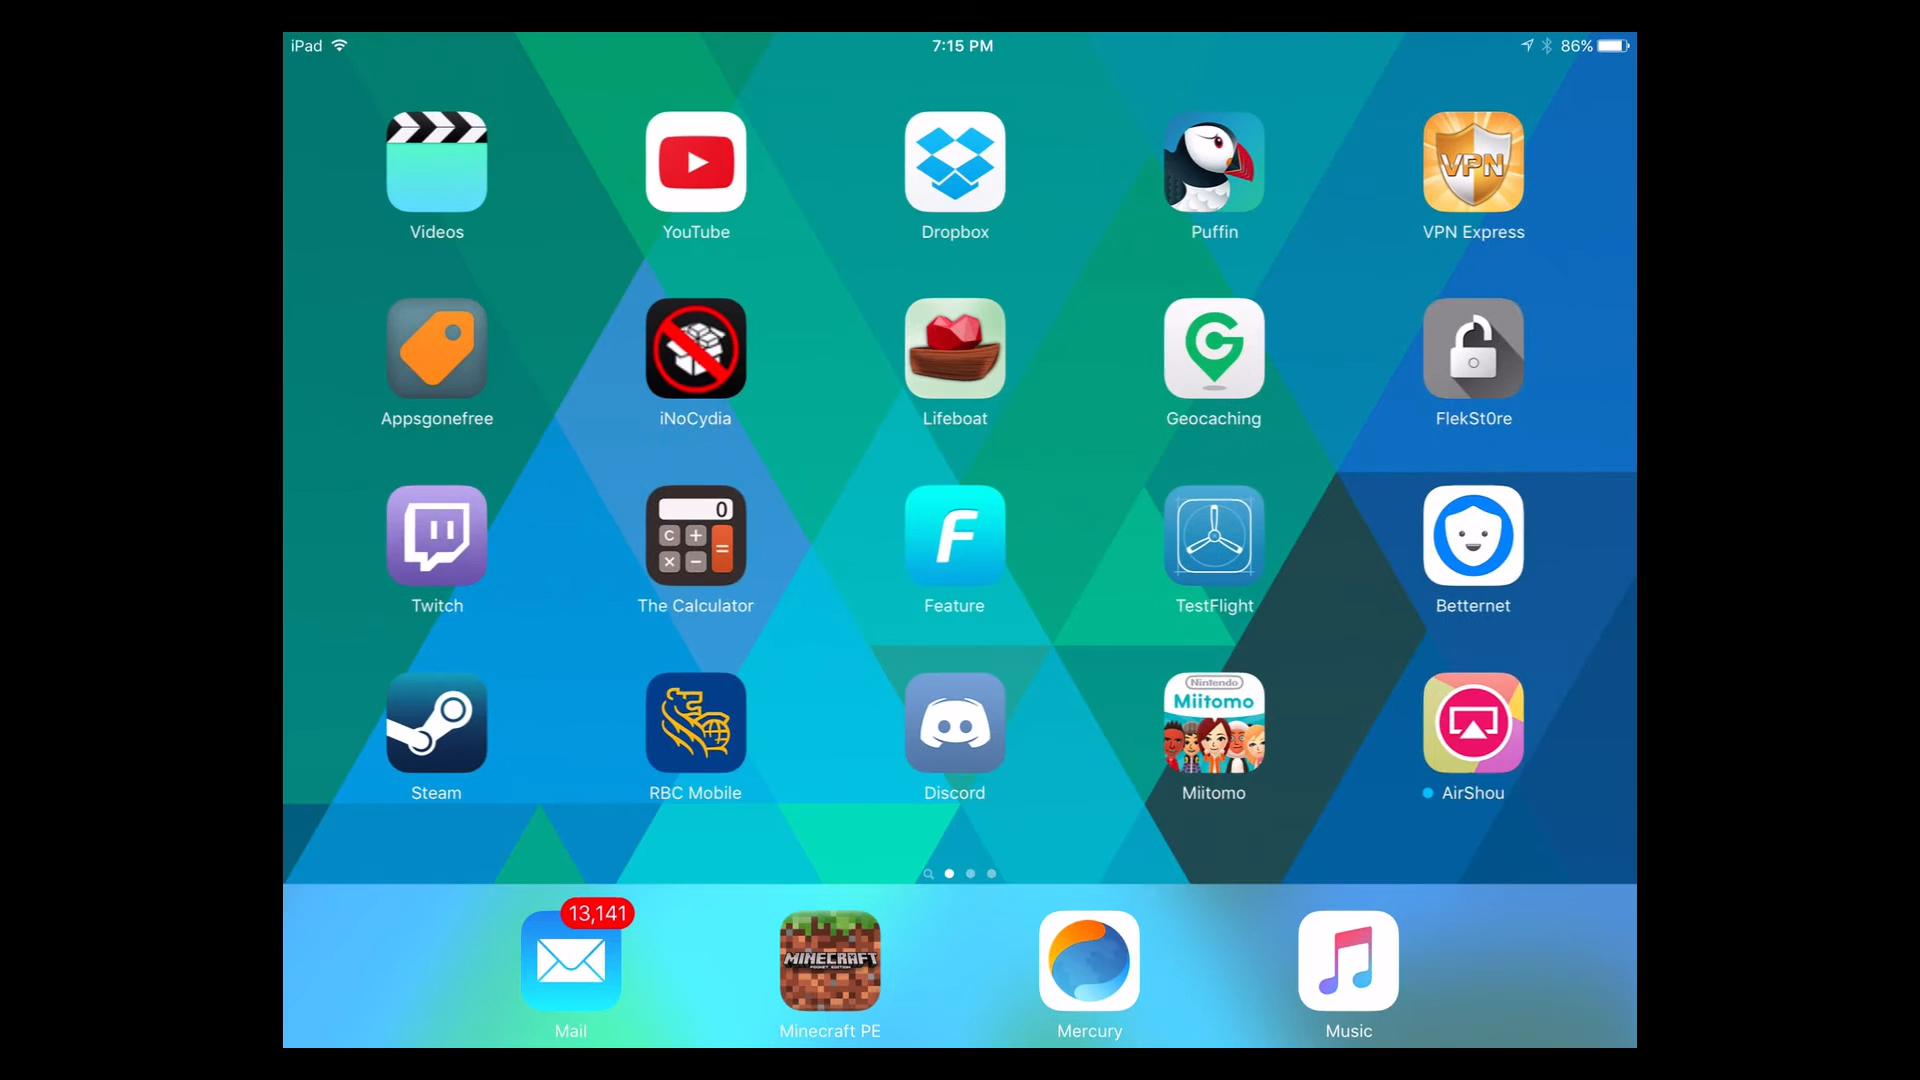 iPad 7:15 PM 86%
VPN
Videos YouTube Dropbox Puffin VPN Express
Appsgonefree iNoCydia Lifeboat Geocaching FlekSt0re
0
C +
= 
× −
F
Twitch The Calculator Feature TestFlight Betternet
Nintendo
Miitomo
Steam RBC Mobile Discord Miitomo AirShou
13,141
MINECRAFT
POCKET EDITION
Mail Minecraft PE Mercury Music